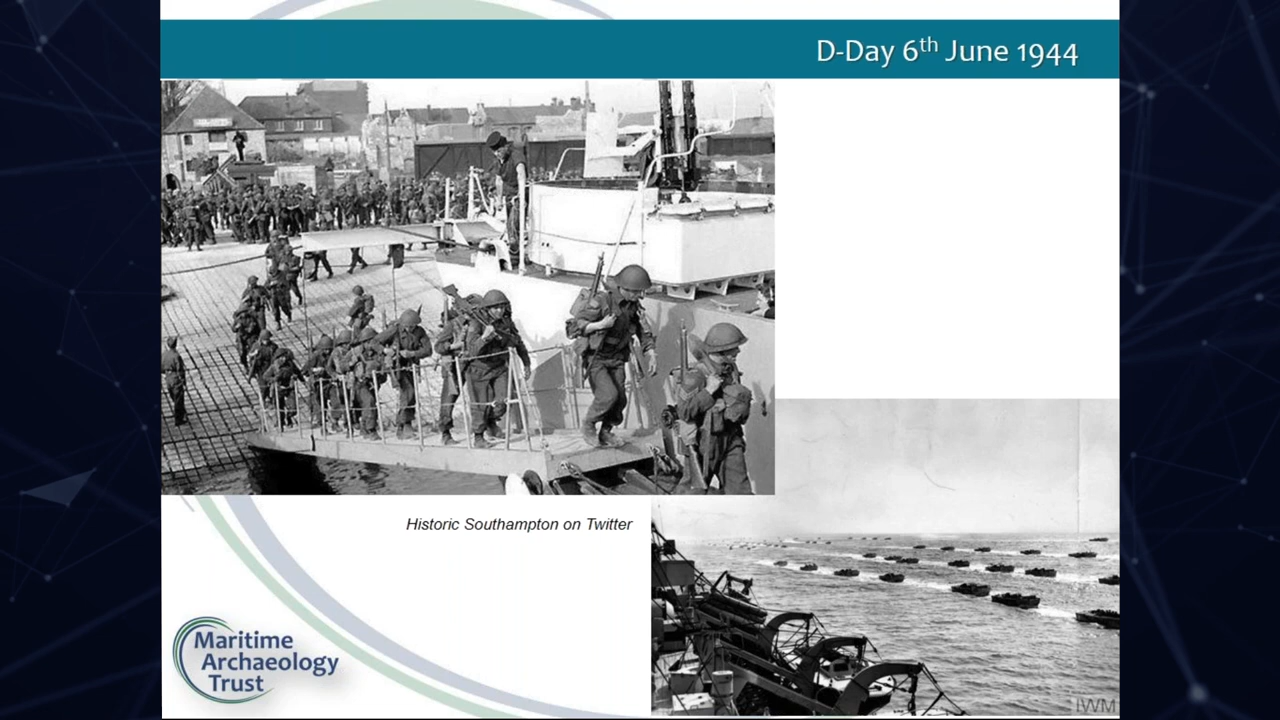 D-Day 6th June 1944
Historic Southampton on Twitter
Maritime
Archaeology
Trust
IWM